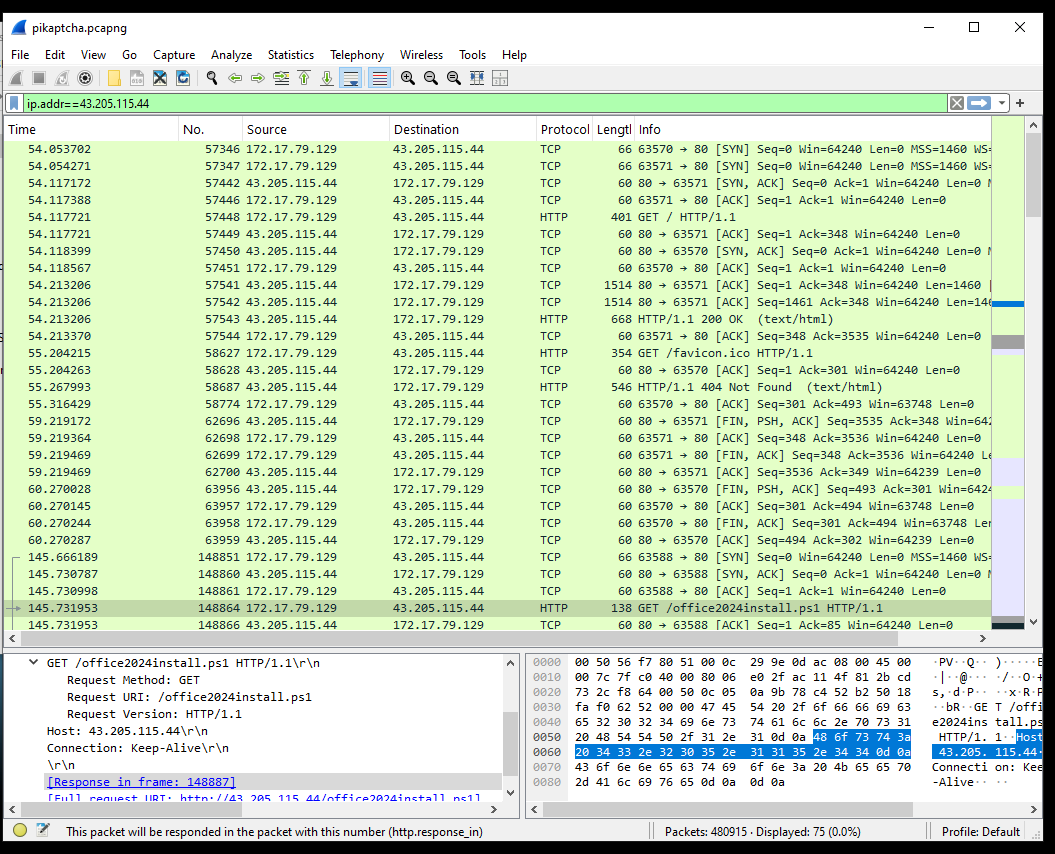 pikaptcha.pcapng
File Edit View Go Capture Analyze Statistics Telephony Wireless Tools Help
ip.addr==43.205.115.44
Time No. Source Destination Protocol Lengtl Info
54.053702 57346 172.17.79.129 43.205.115.44 TCP 66 63570 → 80 [SYN] Seq=0 Win=64240 Len=0 MSS=1460 WS=
54.054271 57347 172.17.79.129 43.205.115.44 TCP 66 63571 → 80 [SYN] Seq=0 Win=64240 Len=0 MSS=1460 WS=
54.117172 57442 43.205.115.44 172.17.79.129 TCP 60 80 → 63571 [SYN, ACK] Seq=0 Ack=1 Win=64240 Len=0 M
54.117388 57446 172.17.79.129 43.205.115.44 TCP 60 63571 → 80 [ACK] Seq=1 Ack=1 Win=64240 Len=0
54.117721 57448 172.17.79.129 43.205.115.44 HTTP 401 GET / HTTP/1.1
54.117721 57449 43.205.115.44 172.17.79.129 TCP 60 80 → 63571 [ACK] Seq=1 Ack=348 Win=64240 Len=0
54.118399 57450 43.205.115.44 172.17.79.129 TCP 60 80 → 63570 [SYN, ACK] Seq=0 Ack=1 Win=64240 Len=0 M
54.118567 57451 172.17.79.129 43.205.115.44 TCP 60 63570 → 80 [ACK] Seq=1 Ack=1 Win=64240 Len=0
54.213206 57541 43.205.115.44 172.17.79.129 TCP 1514 80 → 63571 [ACK] Seq=1 Ack=348 Win=64240 Len=1460 [
54.213206 57542 43.205.115.44 172.17.79.129 TCP 1514 80 → 63571 [ACK] Seq=1461 Ack=348 Win=64240 Len=146
54.213206 57543 43.205.115.44 172.17.79.129 HTTP 668 HTTP/1.1 200 OK (text/html)
54.213370 57544 172.17.79.129 43.205.115.44 TCP 60 63571 → 80 [ACK] Seq=348 Ack=3535 Win=64240 Len=0
55.204215 58627 172.17.79.129 43.205.115.44 HTTP 354 GET /favicon.ico HTTP/1.1
55.204263 58628 43.205.115.44 172.17.79.129 TCP 60 80 → 63570 [ACK] Seq=1 Ack=301 Win=64240 Len=0
55.267993 58687 43.205.115.44 172.17.79.129 HTTP 546 HTTP/1.1 404 Not Found (text/html)
55.316429 58774 172.17.79.129 43.205.115.44 TCP 60 63570 → 80 [ACK] Seq=301 Ack=493 Win=63748 Len=0
59.219172 62696 43.205.115.44 172.17.79.129 TCP 60 80 → 63571 [FIN, PSH, ACK] Seq=3535 Ack=348 Win=642
59.219364 62698 172.17.79.129 43.205.115.44 TCP 60 63571 → 80 [ACK] Seq=348 Ack=3536 Win=64240 Len=0
59.219469 62699 172.17.79.129 43.205.115.44 TCP 60 63571 → 80 [FIN, ACK] Seq=348 Ack=3536 Win=64240 Le
59.219469 62700 43.205.115.44 172.17.79.129 TCP 60 80 → 63571 [ACK] Seq=3536 Ack=349 Win=64239 Len=0
60.270028 63956 43.205.115.44 172.17.79.129 TCP 60 80 → 63570 [FIN, PSH, ACK] Seq=493 Ack=301 Win=6424
60.270145 63957 172.17.79.129 43.205.115.44 TCP 60 63570 → 80 [ACK] Seq=301 Ack=494 Win=63748 Len=0
60.270244 63958 172.17.79.129 43.205.115.44 TCP 60 63570 → 80 [FIN, ACK] Seq=301 Ack=494 Win=63748 Len
60.270287 63959 43.205.115.44 172.17.79.129 TCP 60 80 → 63570 [ACK] Seq=494 Ack=302 Win=64239 Len=0
145.666189 148851 172.17.79.129 43.205.115.44 TCP 66 63588 → 80 [SYN] Seq=0 Win=64240 Len=0 MSS=1460 WS=
145.730787 148860 43.205.115.44 172.17.79.129 TCP 60 80 → 63588 [SYN, ACK] Seq=0 Ack=1 Win=64240 Len=0 M
145.730998 148861 172.17.79.129 43.205.115.44 TCP 60 63588 → 80 [ACK] Seq=1 Ack=1 Win=64240 Len=0
145.731953 148864 172.17.79.129 43.205.115.44 HTTP 138 GET /office2024install.ps1 HTTP/1.1
145.731953 148866 43.205.115.44 172.17.79.129 TCP 60 80 → 63588 [ACK] Seq=1 Ack=85 Win=64240 Len=0
GET /office2024install.ps1 HTTP/1.1\r\n
Request Method: GET
Request URI: /office2024install.ps1
Request Version: HTTP/1.1
Host: 43.205.115.44\r\n
Connection: Keep-Alive\r\n
\r\n
[Response in frame: 148887]
[Full request URI: http://43.205.115.44/office2024install.ps1]
0000 00 50 56 f7 80 51 00 0c 29 9e 0d ac 08 00 45 00 ·PV··Q·· )·····E·
0010 00 7c 7f c0 40 00 80 06 e0 2f ac 11 4f 81 2b cd ·|··@··· ·/··O·+·
0020 73 2c f8 64 00 50 0c 05 0a 9b 78 c4 52 b2 50 18 s,·d·P·· ··x·R·P·
0030 fa f0 62 52 00 00 47 45 54 20 2f 6f 66 66 69 63 ··bR··GE T /offic
0040 65 32 30 32 34 69 6e 73 74 61 6c 6c 2e 70 73 31 e2024ins tall.ps1
0050 20 48 54 54 50 2f 31 2e 31 0d 0a 48 6f 73 74 3a HTTP/1. 1··Host:
0060 20 34 33 2e 32 30 35 2e 31 31 35 2e 34 34 0d 0a 43.205. 115.44··
0070 43 6f 6e 6e 65 63 74 69 6f 6e 3a 20 4b 65 65 70 Connecti on: Keep
0080 2d 41 6c 69 76 65 0d 0a 0d 0a -Alive·· ··
This packet will be responded in the packet with this number (http.response_in) Packets: 480915 · Displayed: 75 (0.0%) Profile: Default